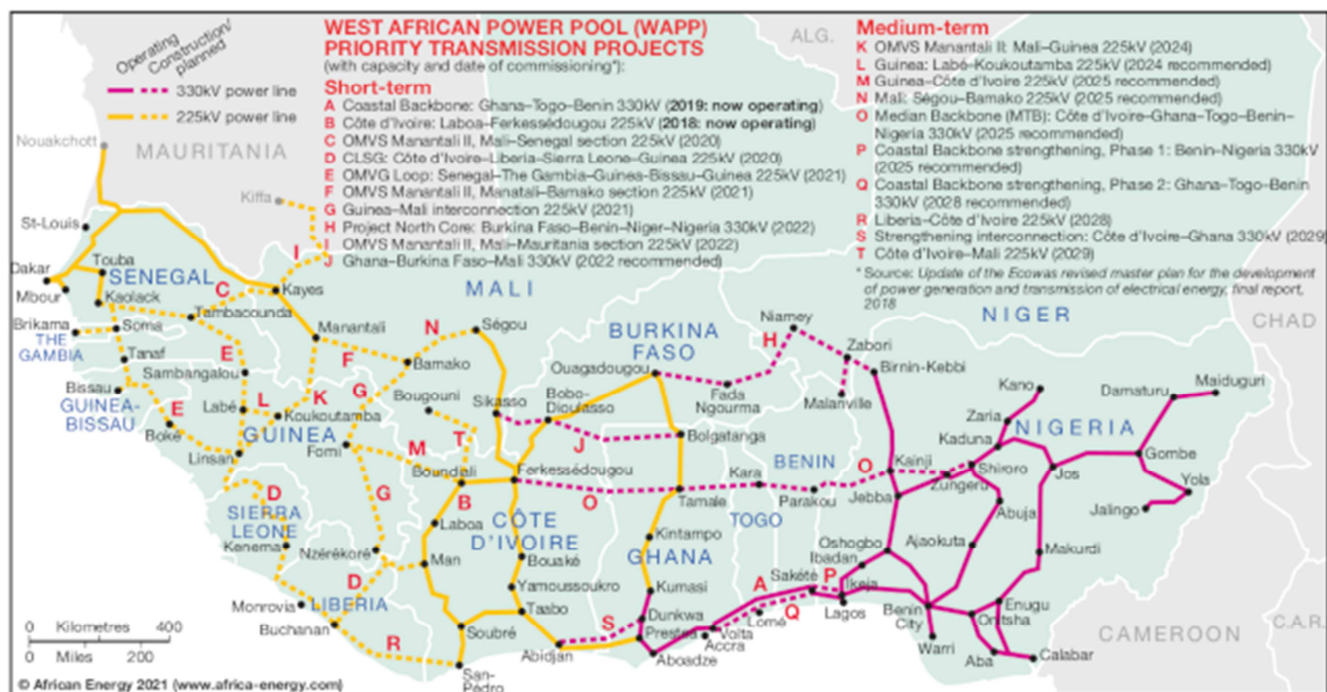 WEST AFRICAN POWER POOL (WAPP)
PRIORITY TRANSMISSION PROJECTS
(with capacity and date of commissioning*):
Short-term
A Coastal Backbone: Ghana–Togo–Benin 330kV (2019: now operating)
B Côte d'Ivoire: Laboa–Ferkessédougou 225kV (2018: now operating)
C OMVS Manantali II, Mali–Senegal section 225kV (2020)
D CLSG: Côte d'Ivoire–Liberia–Sierra Leone–Guinea 225kV (2020)
E OMVG Loop: Senegal–The Gambia–Guinea-Bissau–Guinea 225kV (2021)
F OMVS Manantali II, Manatali-Bamako section 225kV (2021)
G Guinea–Mali interconnection 225kV (2021)
H Project North Core: Burkina Faso–Benin–Niger–Nigeria 330kV (2022)
I OMVS Manantali II, Mali–Mauritania section 225kV (2022)
J Ghana–Burkina Faso–Mali 330kV (2022 recommended)
Medium-term
K OMVS Manantali II: Mali–Guinea 225kV (2024)
L Guinea: Labé–Koukoutamba 225kV (2024 recommended)
M Guinea–Côte d'Ivoire 225kV (2025 recommended)
N Mali: Ségou–Bamako 225kV (2025 recommended)
O Median Backbone (MTB): Côte d'Ivoire–Ghana–Togo–Benin–
Nigeria 330kV (2025 recommended)
P Coastal Backbone strengthening, Phase 1: Benin–Nigeria 330kV
(2025 recommended)
Q Coastal Backbone strengthening, Phase 2: Ghana–Togo–Benin
330kV (2028 recommended)
R Liberia–Côte d'Ivoire 225kV (2028)
S Strengthening interconnection: Côte d'Ivoire–Ghana 330kV (2029)
T Côte d'Ivoire–Mali 225kV (2029)
* Source: Update of the Ecowas revised master plan for the development
of power generation and transmission of electrical energy, final report,
2018
Operating
Construction/
planned
330kV power line
225kV power line
ALG.
Nouakchott
MAURITANIA
Kiffa
St-Louis
I
Touba
Dakar
SENEGAL
Mbour
Kaolack
C
Kayes
MALI
Tambacounda
NIGER
CHAD
Brikama
Soma
THE
GAMBIA
Manantali
N
Ségou
BURKINA
FASO
Niamey
H
Zabori
Tanaf
E
Sambangalou
F
Bamako
Ouagadougou
Birnin-Kebbi
Bissau
GUINEA-
BISSAU
L
K
G
Bougouni
Sikasso
Bobo-
Dioulasso
Fada
Ngourma
Malanville
Kano
Damaturu
Maiduguri
E
Labé
Koukoutamba
Boké
GUINEA
Fomi
M
T
J
Bolgatanga
Zaria
NIGERIA
Kaduna
Linsan
Boundiali
Ferkessédougou
Kara
BENIN
O
Kainji
Shiroro
Zungeru
Jos
Gombe
D
G
B
O
Tamale
Parakou
Jebba
Yola
SIERRA
LEONE
Laboa
CÔTE
D'IVOIRE
TOGO
Abuja
Jalingo
Kenema
Nzérékoré
Man
Bouaké
Kintampo
GHANA
Oshogbo
Ibadan
Ajaokuta
Makurdi
D
Yamoussoukro
Kumasi
A
Sakété
P
Ikeja
Monrovia
LIBERIA
Taabo
Dunkwa
Q
Lomé
Lagos
Benin
City
Enugu
Onitsha
Buchanan
Soubré
S
Prestea
Volta
Accra
Warri
Aba
Calabar
CAMEROON
C.A.R.
R
Abidjan
Aboadze
San-
Pédro
0 Kilometres 400
0 Miles 200
© African Energy 2021 (www.africa-energy.com)